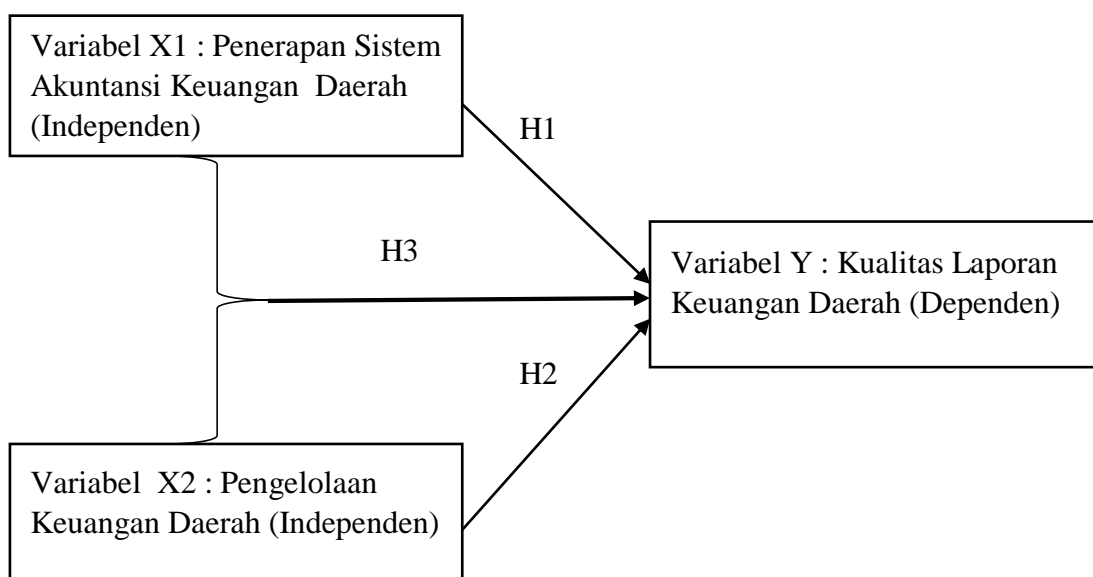 Variabel X1 : Penerapan Sistem
Akuntansi Keuangan Daerah
(Independen)
H1
H3
Variabel Y : Kualitas Laporan
Keuangan Daerah (Dependen)
H2
Variabel X2 : Pengelolaan
Keuangan Daerah (Independen)